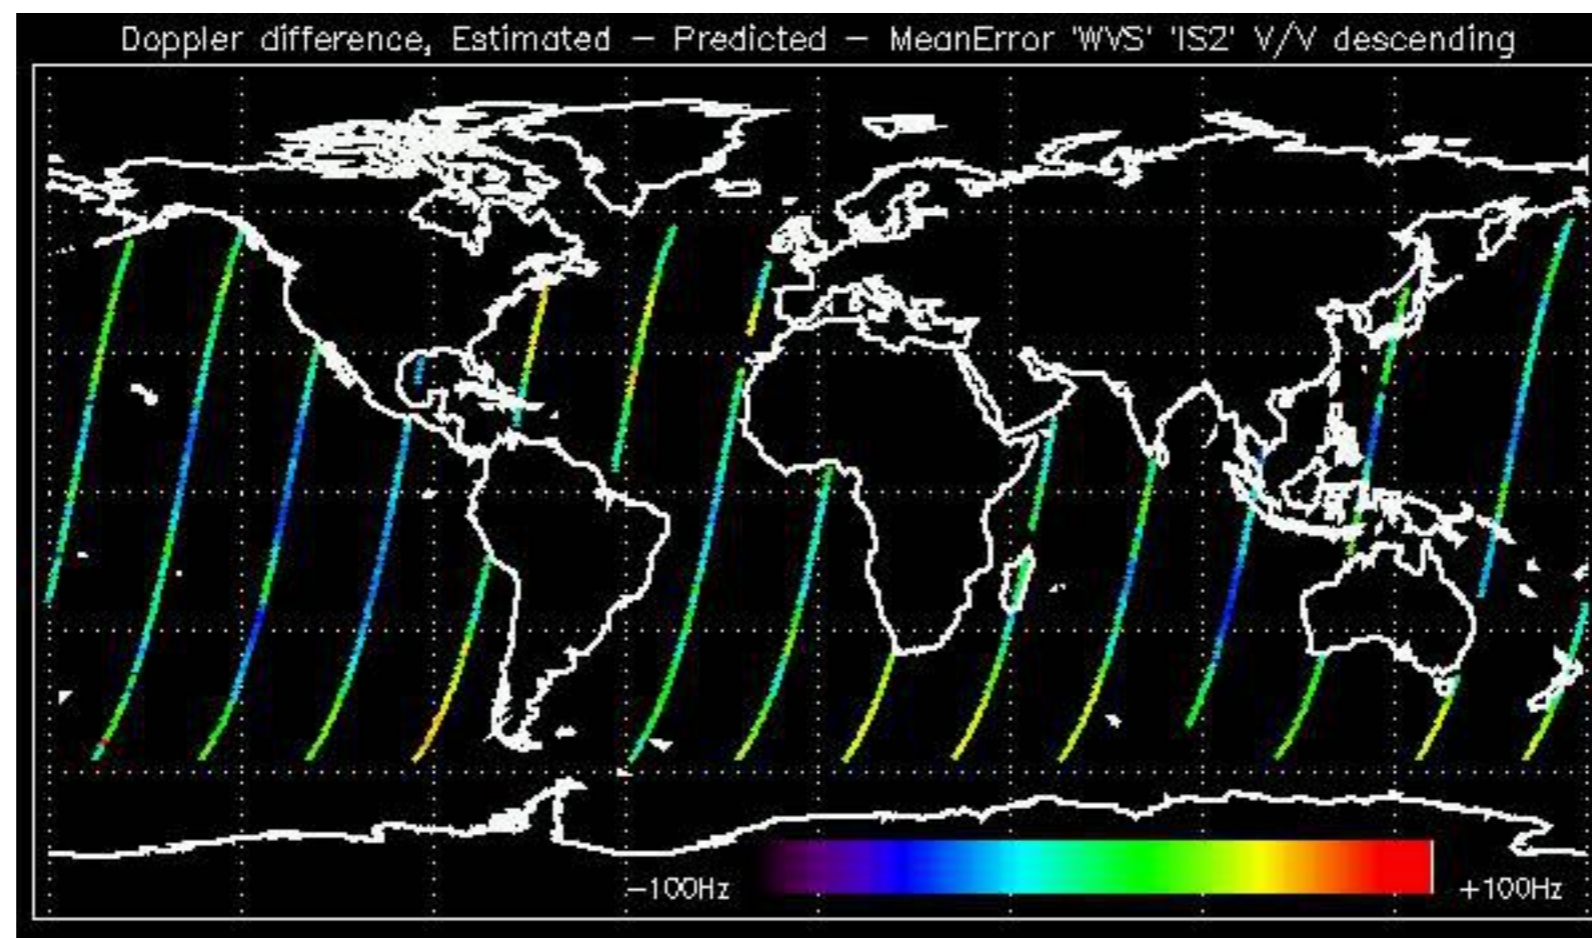 Doppler difference, Estimated – Predicted – MeanError 'WVS' 'IS2' V/V descending
–100Hz +100Hz